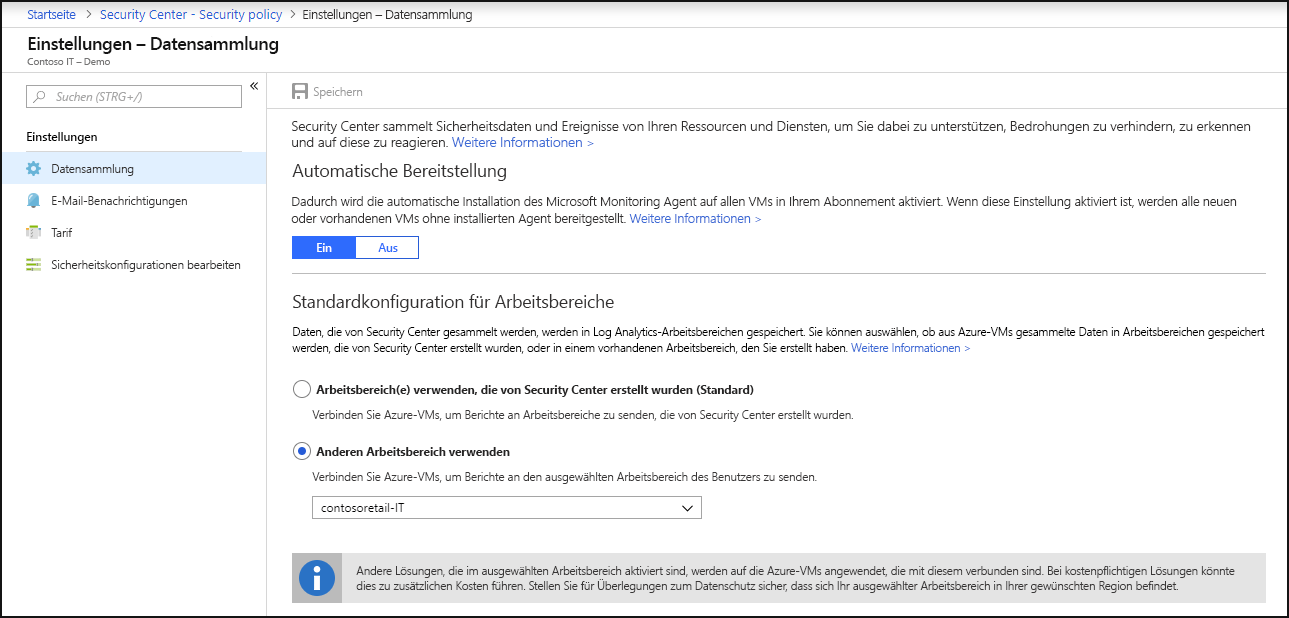 Startseite > Security Center - Security policy > Einstellungen – Datensammlung
Einstellungen – Datensammlung
Contoso IT – Demo
Suchen (STRG+/)
«
Einstellungen
Datensammlung
E-Mail-Benachrichtigungen
Tarif
Sicherheitskonfigurationen bearbeiten
Speichern
Security Center sammelt Sicherheitsdaten und Ereignisse von Ihren Ressourcen und Diensten, um Sie dabei zu unterstützen, Bedrohungen zu verhindern, zu erkennen
und auf diese zu reagieren. Weitere Informationen >
Automatische Bereitstellung
Dadurch wird die automatische Installation des Microsoft Monitoring Agent auf allen VMs in Ihrem Abonnement aktiviert. Wenn diese Einstellung aktiviert ist, werden alle neuen
oder vorhandenen VMs ohne installierten Agent bereitgestellt. Weitere Informationen >
Ein Aus
Standardkonfiguration für Arbeitsbereiche
Daten, die von Security Center gesammelt werden, werden in Log Analytics-Arbeitsbereichen gespeichert. Sie können auswählen, ob aus Azure-VMs gesammelte Daten in Arbeitsbereichen gespeichert
werden, die von Security Center erstellt wurden, oder in einem vorhandenen Arbeitsbereich, den Sie erstellt haben. Weitere Informationen >
Arbeitsbereich(e) verwenden, die von Security Center erstellt wurden (Standard)
Verbinden Sie Azure-VMs, um Berichte an Arbeitsbereiche zu senden, die von Security Center erstellt wurden.
Anderen Arbeitsbereich verwenden
Verbinden Sie Azure-VMs, um Berichte an den ausgewählten Arbeitsbereich des Benutzers zu senden.
contosoretail-IT
Andere Lösungen, die im ausgewählten Arbeitsbereich aktiviert sind, werden auf die Azure-VMs angewendet, die mit diesem verbunden sind. Bei kostenpflichtigen Lösungen könnte
dies zu zusätzlichen Kosten führen. Stellen Sie für Überlegungen zum Datenschutz sicher, dass sich Ihr ausgewählter Arbeitsbereich in Ihrer gewünschten Region befindet.